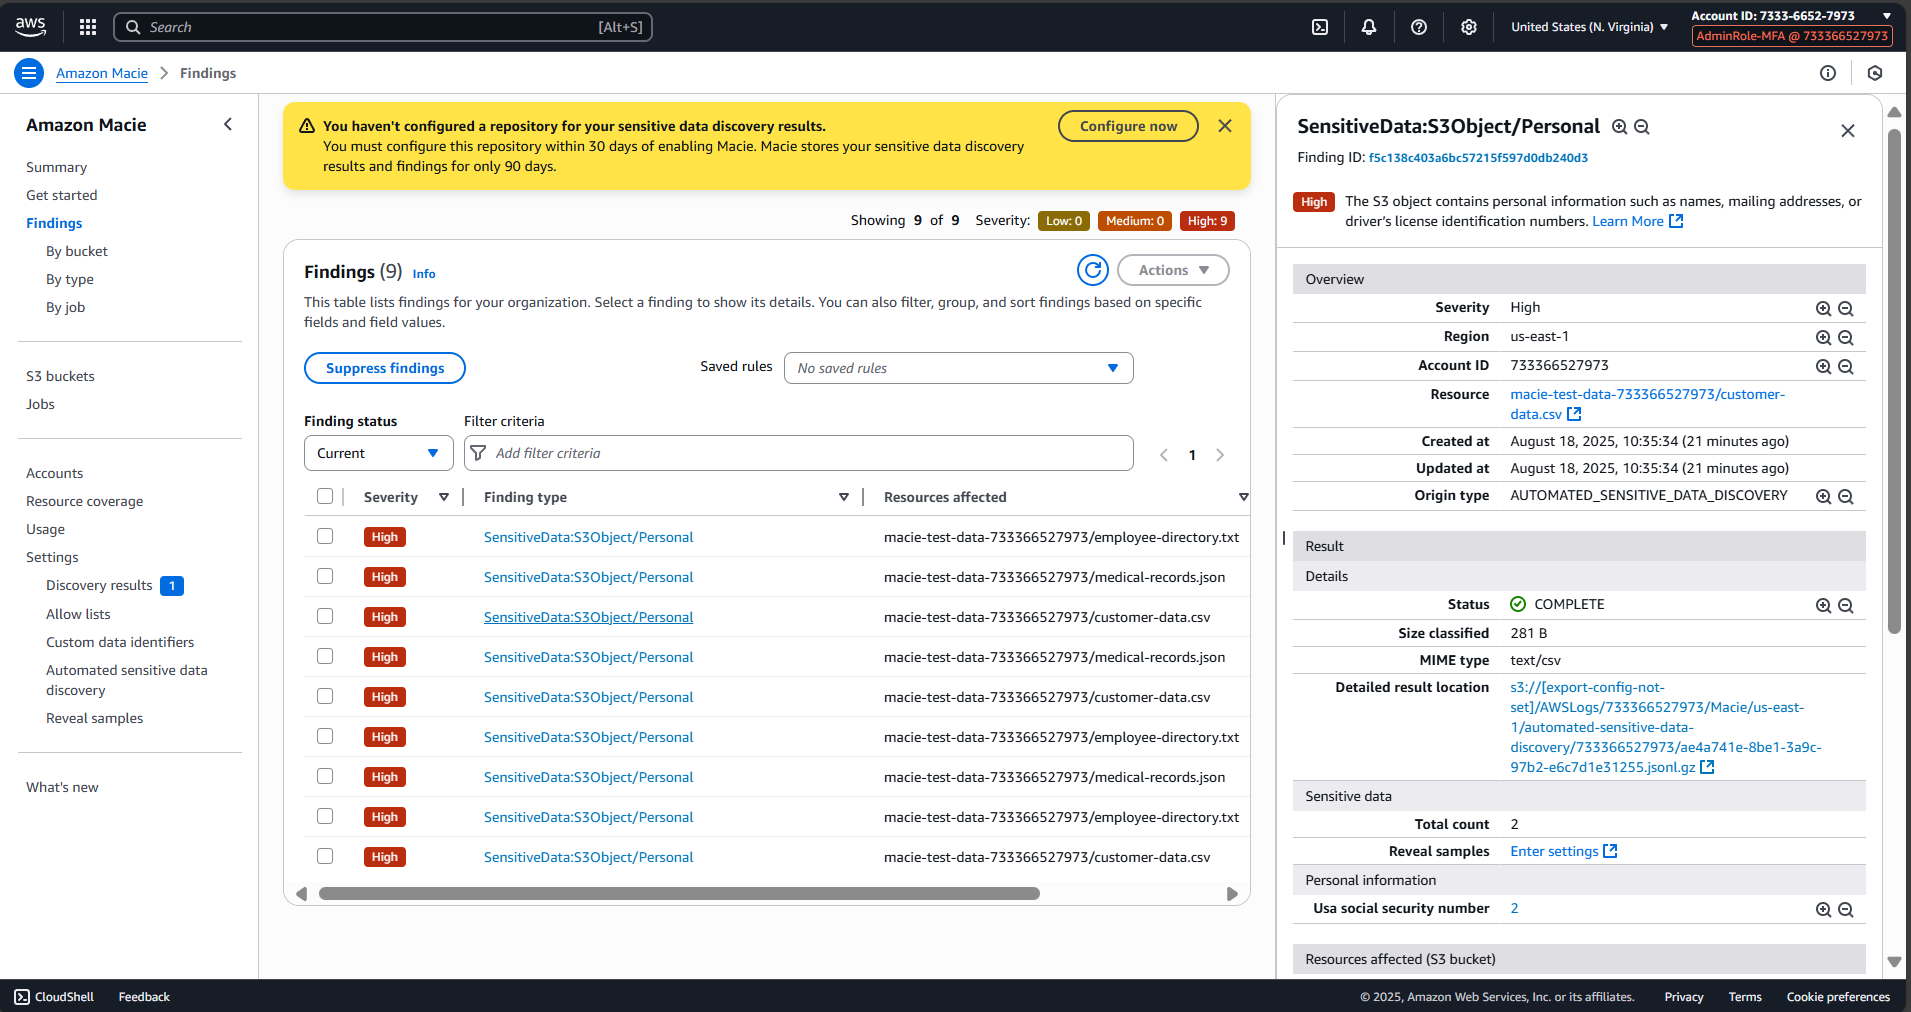 aws
Search
[Alt+S]
United States (N. Virginia)
Account ID: 7333-6652-7973
AdminRole-MFA @ 733366527973
Amazon Macie
Findings
Amazon Macie
Summary
Get started
Findings
By bucket
By type
By job
S3 buckets
Jobs
Accounts
Resource coverage
Usage
Settings
Discovery results 1
Allow lists
Custom data identifiers
Automated sensitive data
discovery
Reveal samples
What's new
You haven't configured a repository for your sensitive data discovery results.
You must configure this repository within 30 days of enabling Macie. Macie stores your sensitive data discovery
results and findings for only 90 days.
Configure now
Showing 9 of 9 Severity: Low: 0 Medium: 0 High: 9
Findings (9) Info
Actions
This table lists findings for your organization. Select a finding to show its details. You can also filter, group, and sort findings based on specific
fields and field values.
Suppress findings
Saved rules
No saved rules
Finding status
Filter criteria
Current
Add filter criteria
1
Severity Finding type Resources affected
High SensitiveData:S3Object/Personal macie-test-data-733366527973/employee-directory.txt
High SensitiveData:S3Object/Personal macie-test-data-733366527973/medical-records.json
High SensitiveData:S3Object/Personal macie-test-data-733366527973/customer-data.csv
High SensitiveData:S3Object/Personal macie-test-data-733366527973/medical-records.json
High SensitiveData:S3Object/Personal macie-test-data-733366527973/customer-data.csv
High SensitiveData:S3Object/Personal macie-test-data-733366527973/employee-directory.txt
High SensitiveData:S3Object/Personal macie-test-data-733366527973/medical-records.json
High SensitiveData:S3Object/Personal macie-test-data-733366527973/employee-directory.txt
High SensitiveData:S3Object/Personal macie-test-data-733366527973/customer-data.csv
SensitiveData:S3Object/Personal
Finding ID: f5c138c403a6bc57215f597d0db240d3
High The S3 object contains personal information such as names, mailing addresses, or
driver's license identification numbers. Learn More
Overview
Severity High
Region us-east-1
Account ID 733366527973
Resource macie-test-data-733366527973/customer-
data.csv
Created at August 18, 2025, 10:35:34 (21 minutes ago)
Updated at August 18, 2025, 10:35:34 (21 minutes ago)
Origin type AUTOMATED_SENSITIVE_DATA_DISCOVERY
Result
Details
Status COMPLETE
Size classified 281 B
MIME type text/csv
Detailed result location s3://[export-config-not-
set]/AWSLogs/733366527973/Macie/us-east-
1/automated-sensitive-data-
discovery/733366527973/ae4a741e-8be1-3a9c-
97b2-e6c7d1e31255.jsonl.gz
Sensitive data
Total count 2
Reveal samples Enter settings
Personal information
Usa social security number 2
Resources affected (S3 bucket)
CloudShell
Feedback
© 2025, Amazon Web Services, Inc. or its affiliates.
Privacy
Terms
Cookie preferences